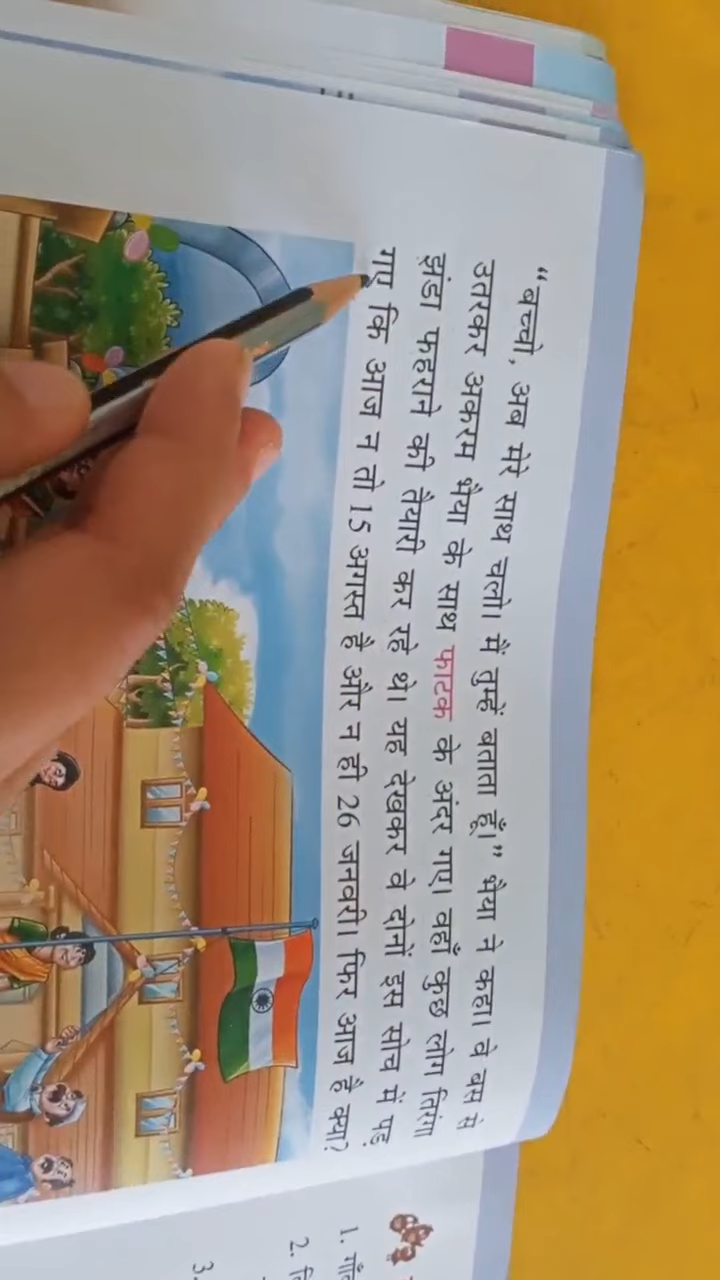 “बच्चो, अब मेरे साथ चलो। मैं तुम्हें बताता हूँ।” भैया ने कहा। वे बस से
उतरकर अकरम भैया के साथ फाटक के अंदर गए। वहाँ कुछ लोग तिरंगा
झंडा फहराने की तैयारी कर रहे थे। यह देखकर वे दोनों इस सोच में पड़
गए कि आज न तो 15 अगस्त है और न ही 26 जनवरी। फिर आज है क्या?
1.
2.
3.